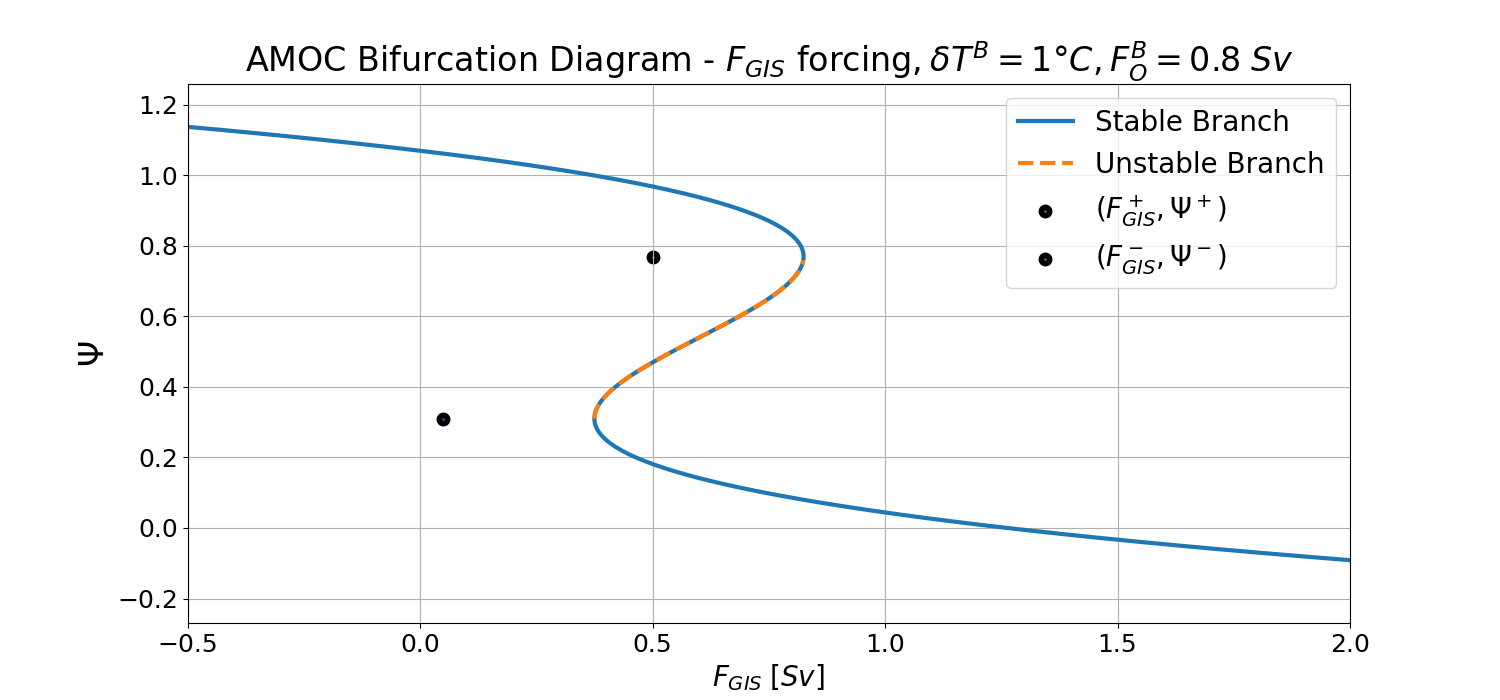 AMOC Bifurcation Diagram - $F_{GIS}$ forcing, $\delta T^B = 1°C, F_O^B = 0.8\ Sv$
1.2
1.0
0.8
0.6
0.4
0.2
0.0
−0.2
Ψ
Stable Branch
Unstable Branch
$(F_{GIS}^+, \Psi^+)$
$(F_{GIS}^-, \Psi^-)$
−0.5 0.0 0.5 1.0 1.5 2.0
$F_{GIS}\ [Sv]$